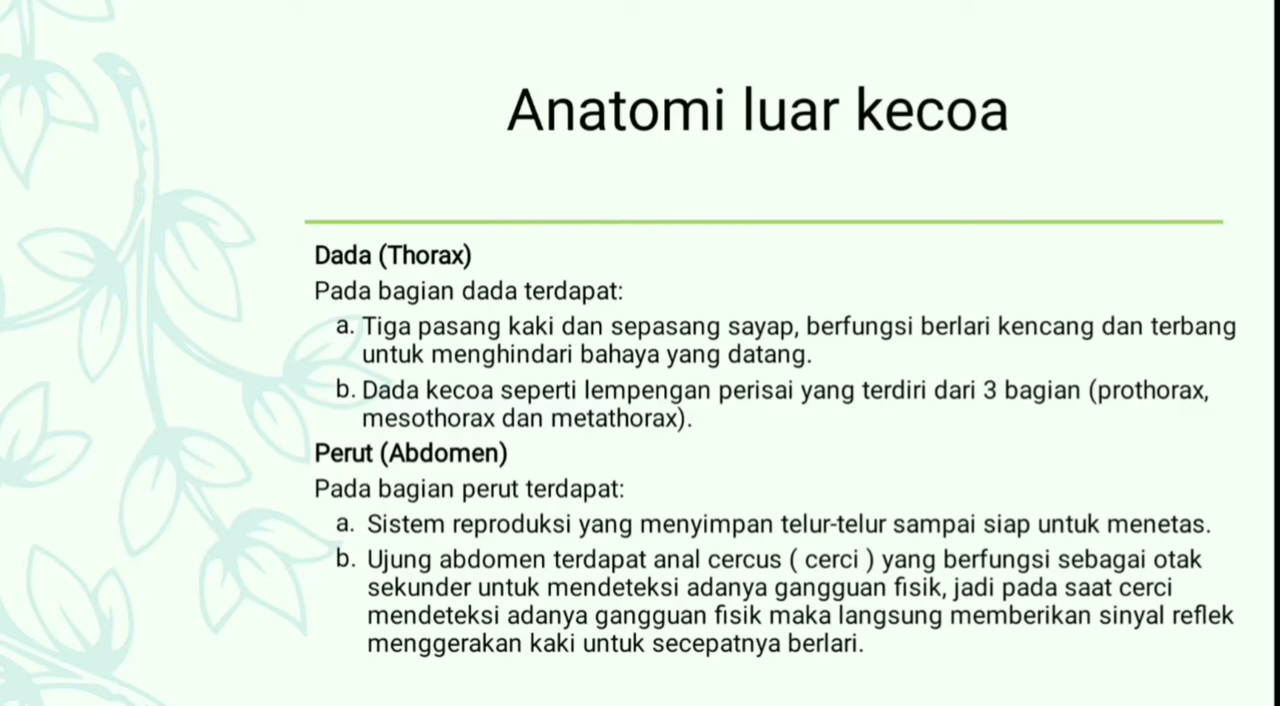 Anatomi luar kecoa
Dada (Thorax)
Pada bagian dada terdapat:
a. Tiga pasang kaki dan sepasang sayap, berfungsi berlari kencang dan terbang
untuk menghindari bahaya yang datang.
b. Dada kecoa seperti lempengan perisai yang terdiri dari 3 bagian (prothorax,
mesothorax dan metathorax).
Perut (Abdomen)
Pada bagian perut terdapat:
a. Sistem reproduksi yang menyimpan telur-telur sampai siap untuk menetas.
b. Ujung abdomen terdapat anal cercus ( cerci ) yang berfungsi sebagai otak
sekunder untuk mendeteksi adanya gangguan fisik, jadi pada saat cerci
mendeteksi adanya gangguan fisik maka langsung memberikan sinyal reflek
menggerakan kaki untuk secepatnya berlari.